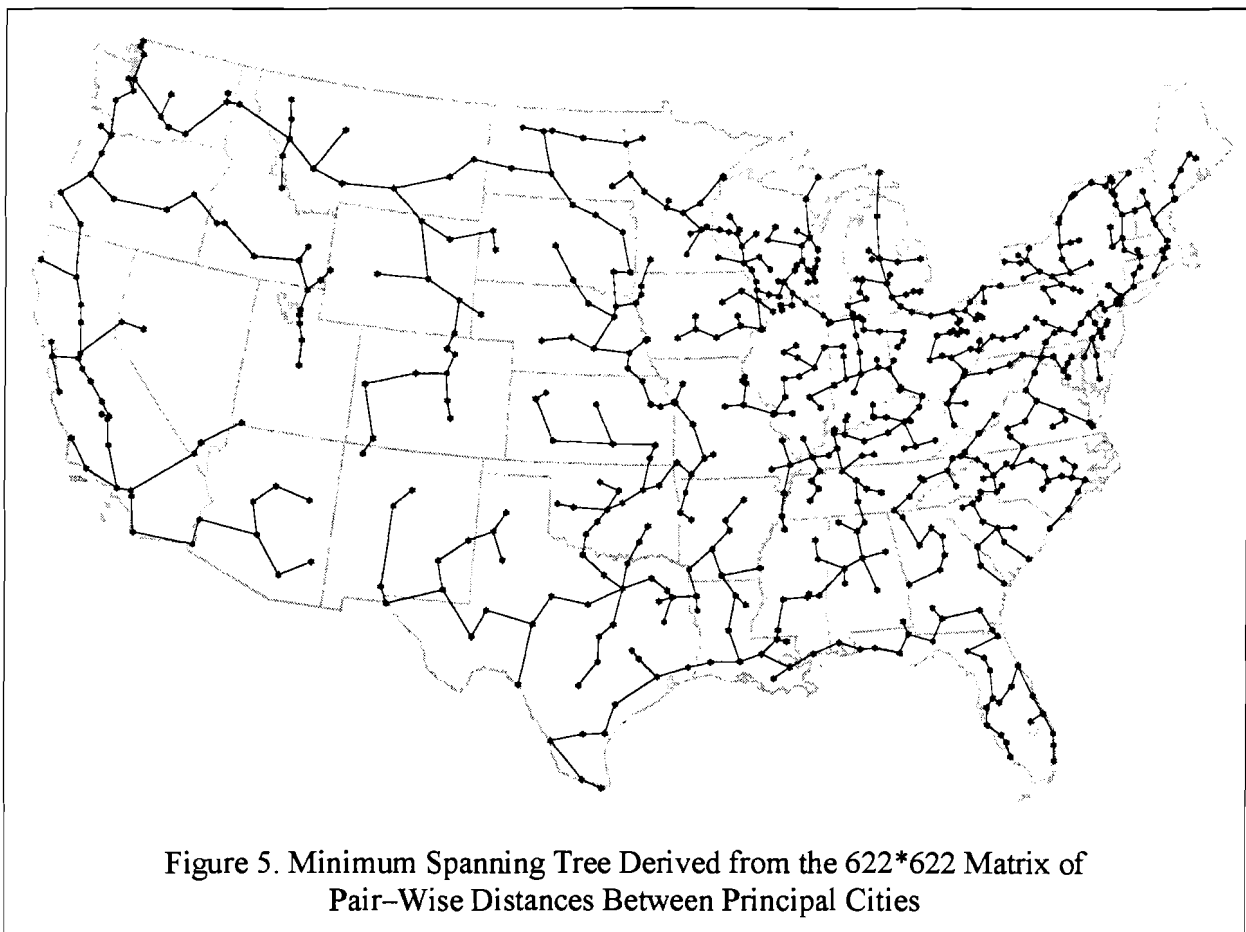 Figure 5. Minimum Spanning Tree Derived from the 622*622 Matrix of
Pair–Wise Distances Between Principal Cities